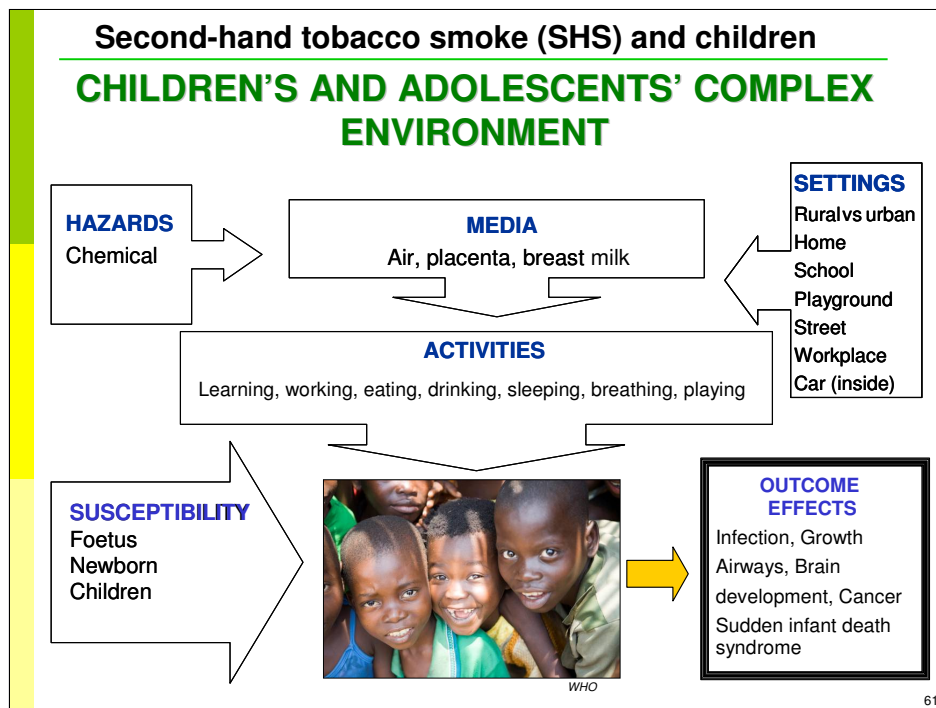 Second-hand tobacco smoke (SHS) and children
CHILDREN'S AND ADOLESCENTS' COMPLEX
ENVIRONMENT
HAZARDS
Chemical
MEDIA
Air, placenta, breast milk
SETTINGS
Rural vs urban
Home
School
Playground
Street
Workplace
Car (inside)
ACTIVITIES
Learning, working, eating, drinking, sleeping, breathing, playing
SUSCEPTIBILITY
Foetus
Newborn
Children
OUTCOME
EFFECTS
Infection, Growth
Airways, Brain
development, Cancer
Sudden infant death
syndrome
WHO
61